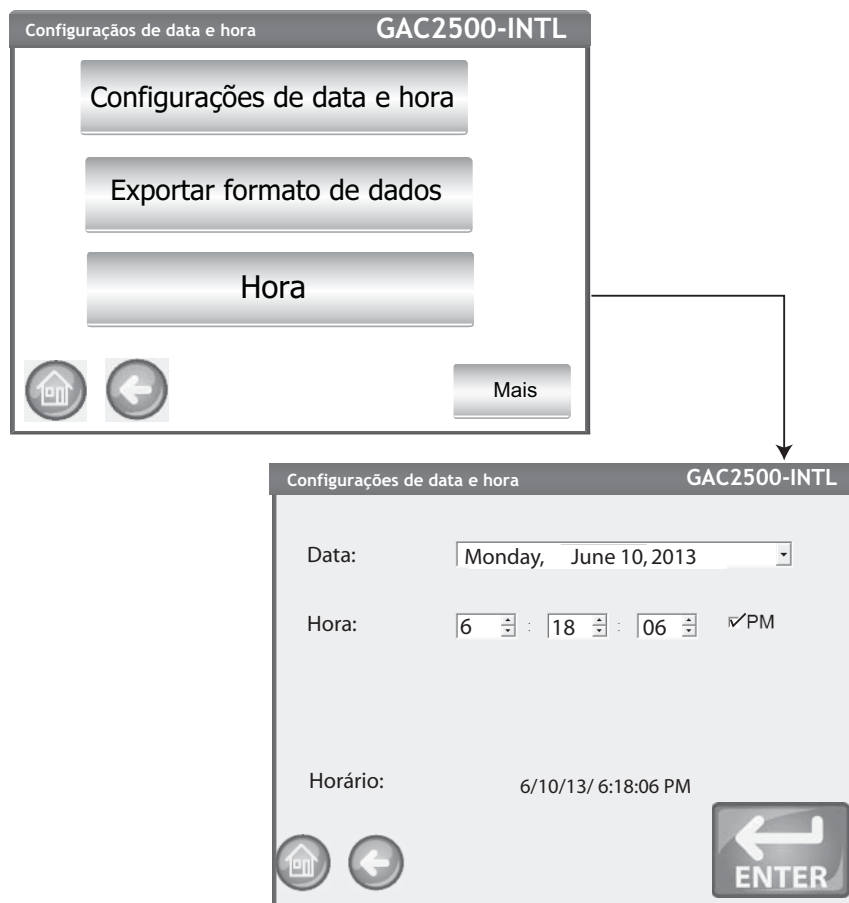 Configuraçãos de data e hora GAC2500-INTL
Configurações de data e hora
Exportar formato de dados
Hora
Mais
Configurações de data e hora GAC2500-INTL
Data: Monday, June 10, 2013
Hora: 6 : 18 : 06 PM
Horário: 6/10/13/ 6:18:06 PM
ENTER